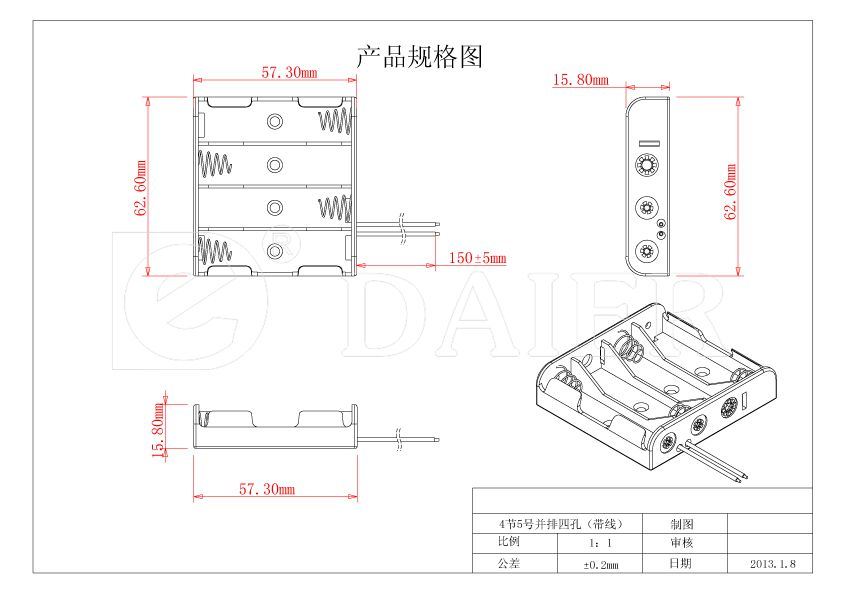 产品规格图
57.30mm
15.80mm
62.60mm
62.60mm
150±5mm
® DAIER
15.80mm
57.30mm
4节5号并排四孔（带线） 制图
比例 1：1 审核
公差 ±0.2mm 日期 2013.1.8